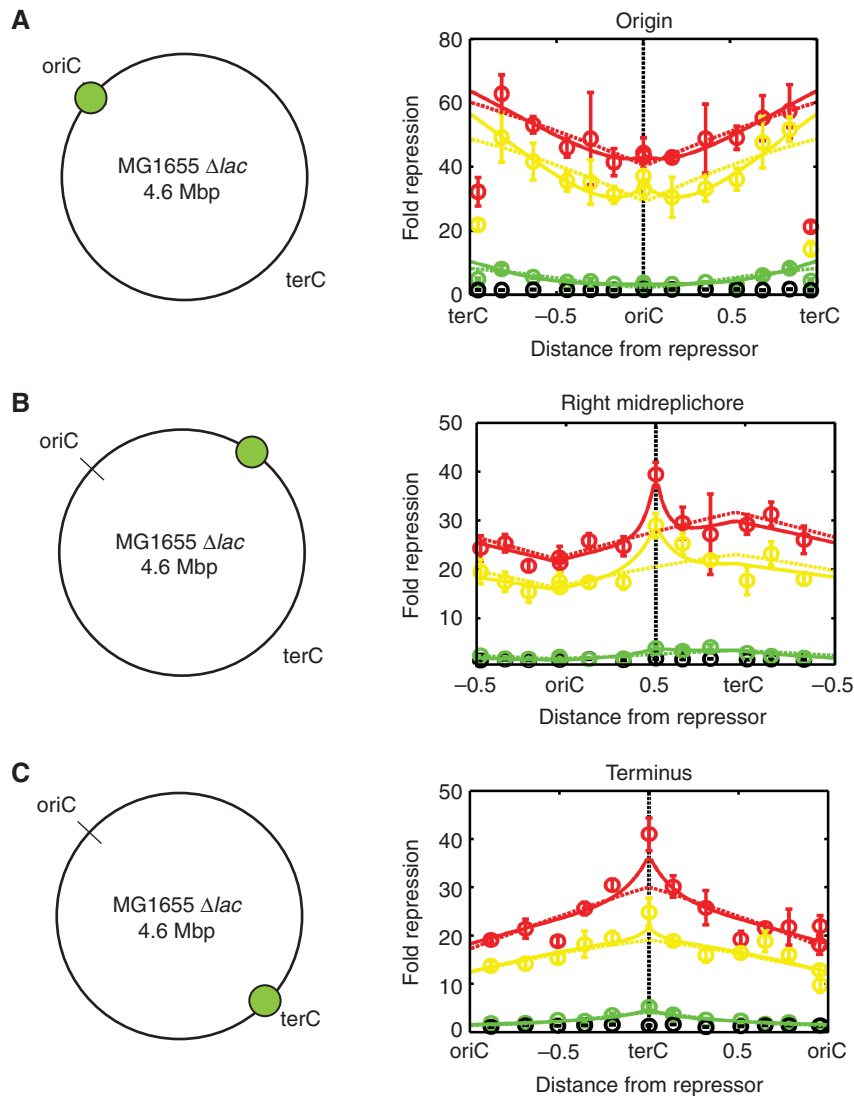 A
oriC
MG1655 Δlac
4.6 Mbp
terC
Origin
Fold repression
80
60
40
20
0
terC
–0.5
oriC
0.5
terC
Distance from repressor
B
oriC
MG1655 Δlac
4.6 Mbp
terC
Right midreplichore
Fold repression
50
40
30
20
10
–0.5
oriC
0.5
terC
–0.5
Distance from repressor
C
oriC
MG1655 Δlac
4.6 Mbp
terC
Terminus
Fold repression
50
40
30
20
10
0
oriC
–0.5
terC
0.5
oriC
Distance from repressor